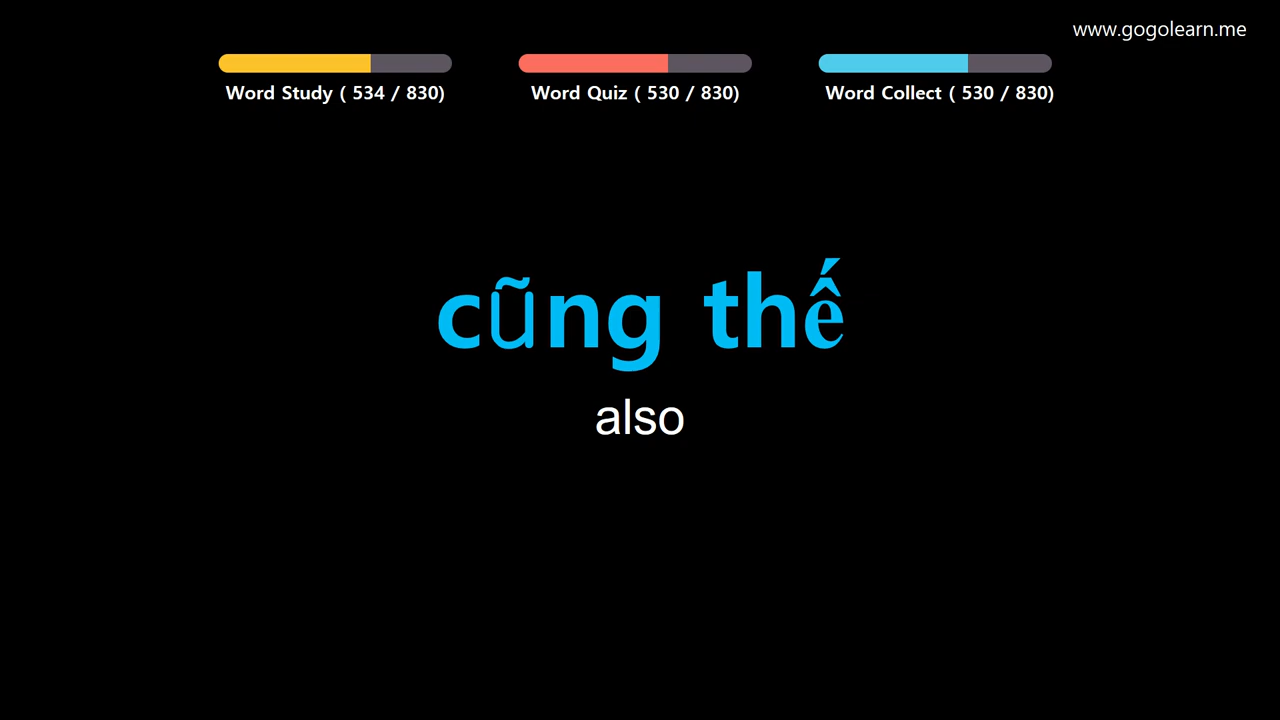 www.gogolearn.me
Word Study ( 534 / 830)
Word Quiz ( 530 / 830)
Word Collect ( 530 / 830)
cũng thế
also